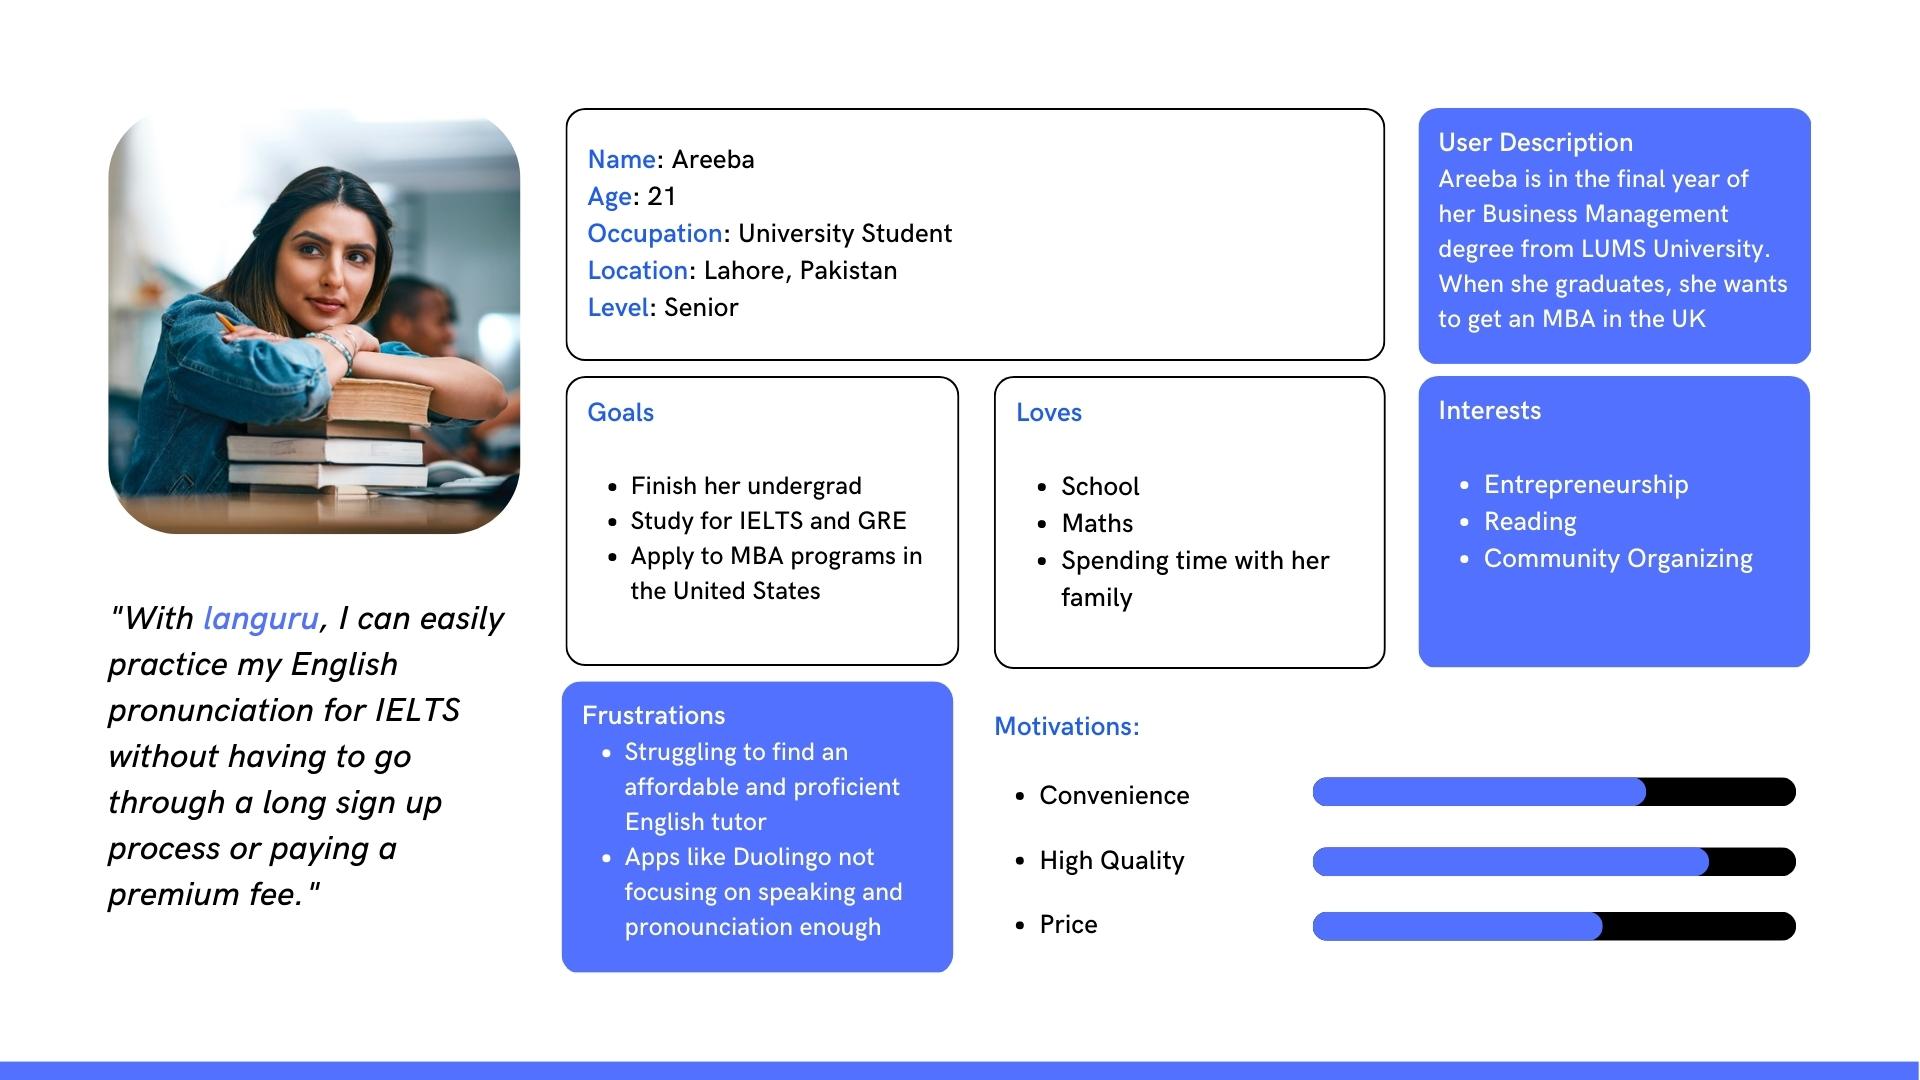 Name: Areeba
Age: 21
Occupation: University Student
Location: Lahore, Pakistan
Level: Senior
User Description
Areeba is in the final year of
her Business Management
degree from LUMS University.
When she graduates, she wants
to get an MBA in the UK
Goals
• Finish her undergrad
• Study for IELTS and GRE
• Apply to MBA programs in
the United States
Loves
• School
• Maths
• Spending time with her
family
Interests
• Entrepreneurship
• Reading
• Community Organizing
"With languru, I can easily
practice my English
pronunciation for IELTS
without having to go
through a long sign up
process or paying a
premium fee."
Frustrations
• Struggling to find an
affordable and proficient
English tutor
• Apps like Duolingo not
focusing on speaking and
pronounciation enough
Motivations:
• Convenience
• High Quality
• Price